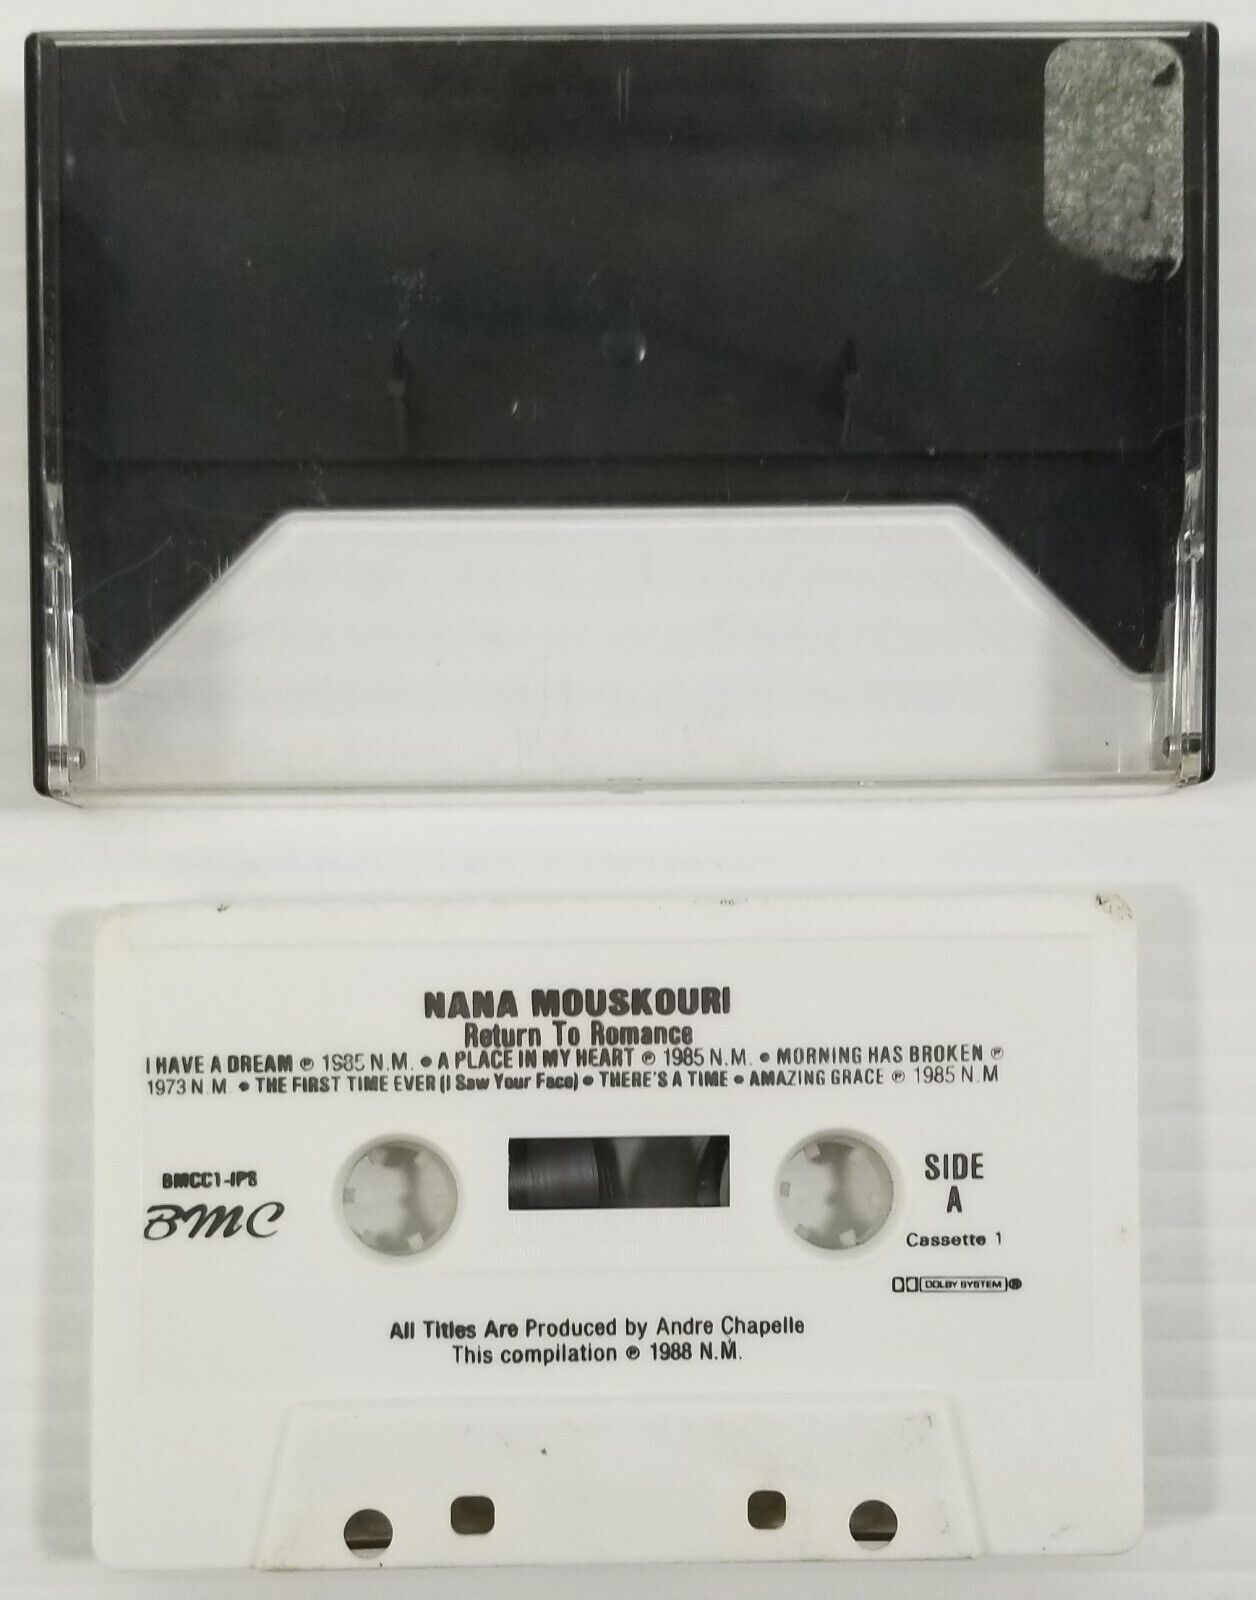 NANA MOUSKOURI
Return To Romance
I HAVE A DREAM ℗ 1985 N.M. • A PLACE IN MY HEART ℗ 1985 N.M. • MORNING HAS BROKEN ℗
1973 N.M. • THE FIRST TIME EVER (I Saw Your Face) • THERE'S A TIME • AMAZING GRACE ℗ 1985 N.M
BMCC1-IPS
BMC
SIDE
A
Cassette 1
DOLBY SYSTEM ®
All Titles Are Produced by Andre Chapelle
This compilation ℗ 1988 N.M.